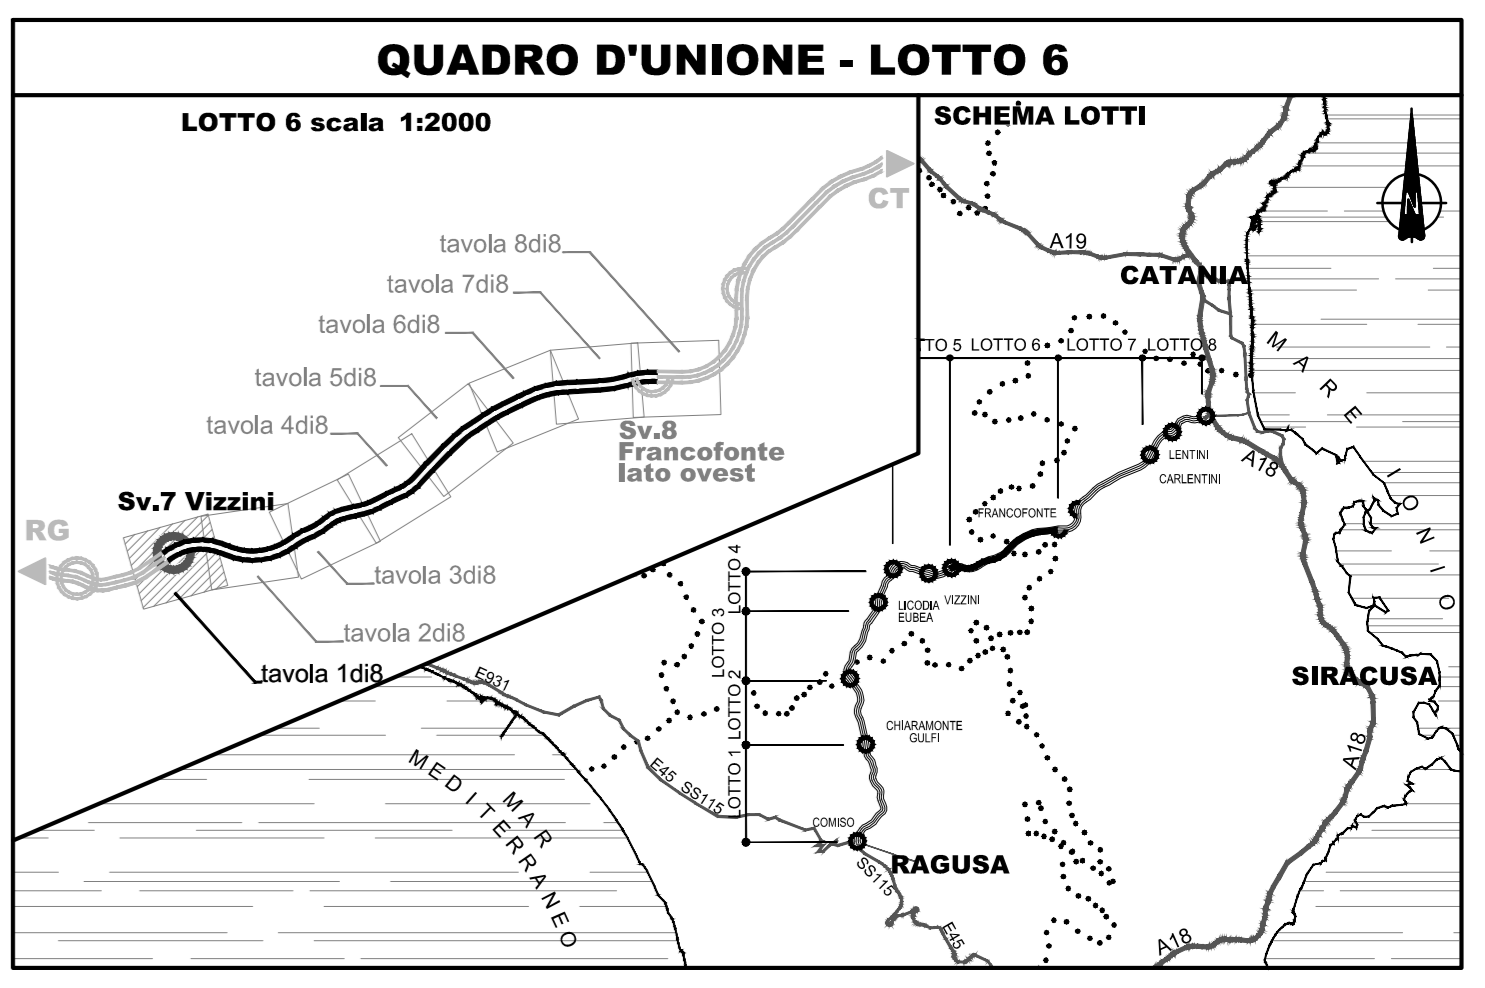 QUADRO D'UNIONE - LOTTO 6
LOTTO 6 scala 1:2000
CT
tavola 8di8
tavola 7di8
tavola 6di8
tavola 5di8
tavola 4di8
Sv.8
Francofonte
lato ovest
Sv.7 Vizzini
RG
tavola 3di8
tavola 2di8
tavola 1di8
SCHEMA LOTTI
N
A19
CATANIA
TTO 5
LOTTO 6
LOTTO 7
LOTTO 8
MARE
IONIO
LENTINI
CARLENTINI
A18
FRANCOFONTE
VIZZINI
LICODIA
EUBEA
LOTTO 4
LOTTO 3
LOTTO 2
LOTTO 1
CHIARAMONTE
GULFI
SIRACUSA
A18
E931
E45 SS115
COMISO
RAGUSA
SS115
E45
A18
MAR
MEDITERRANEO